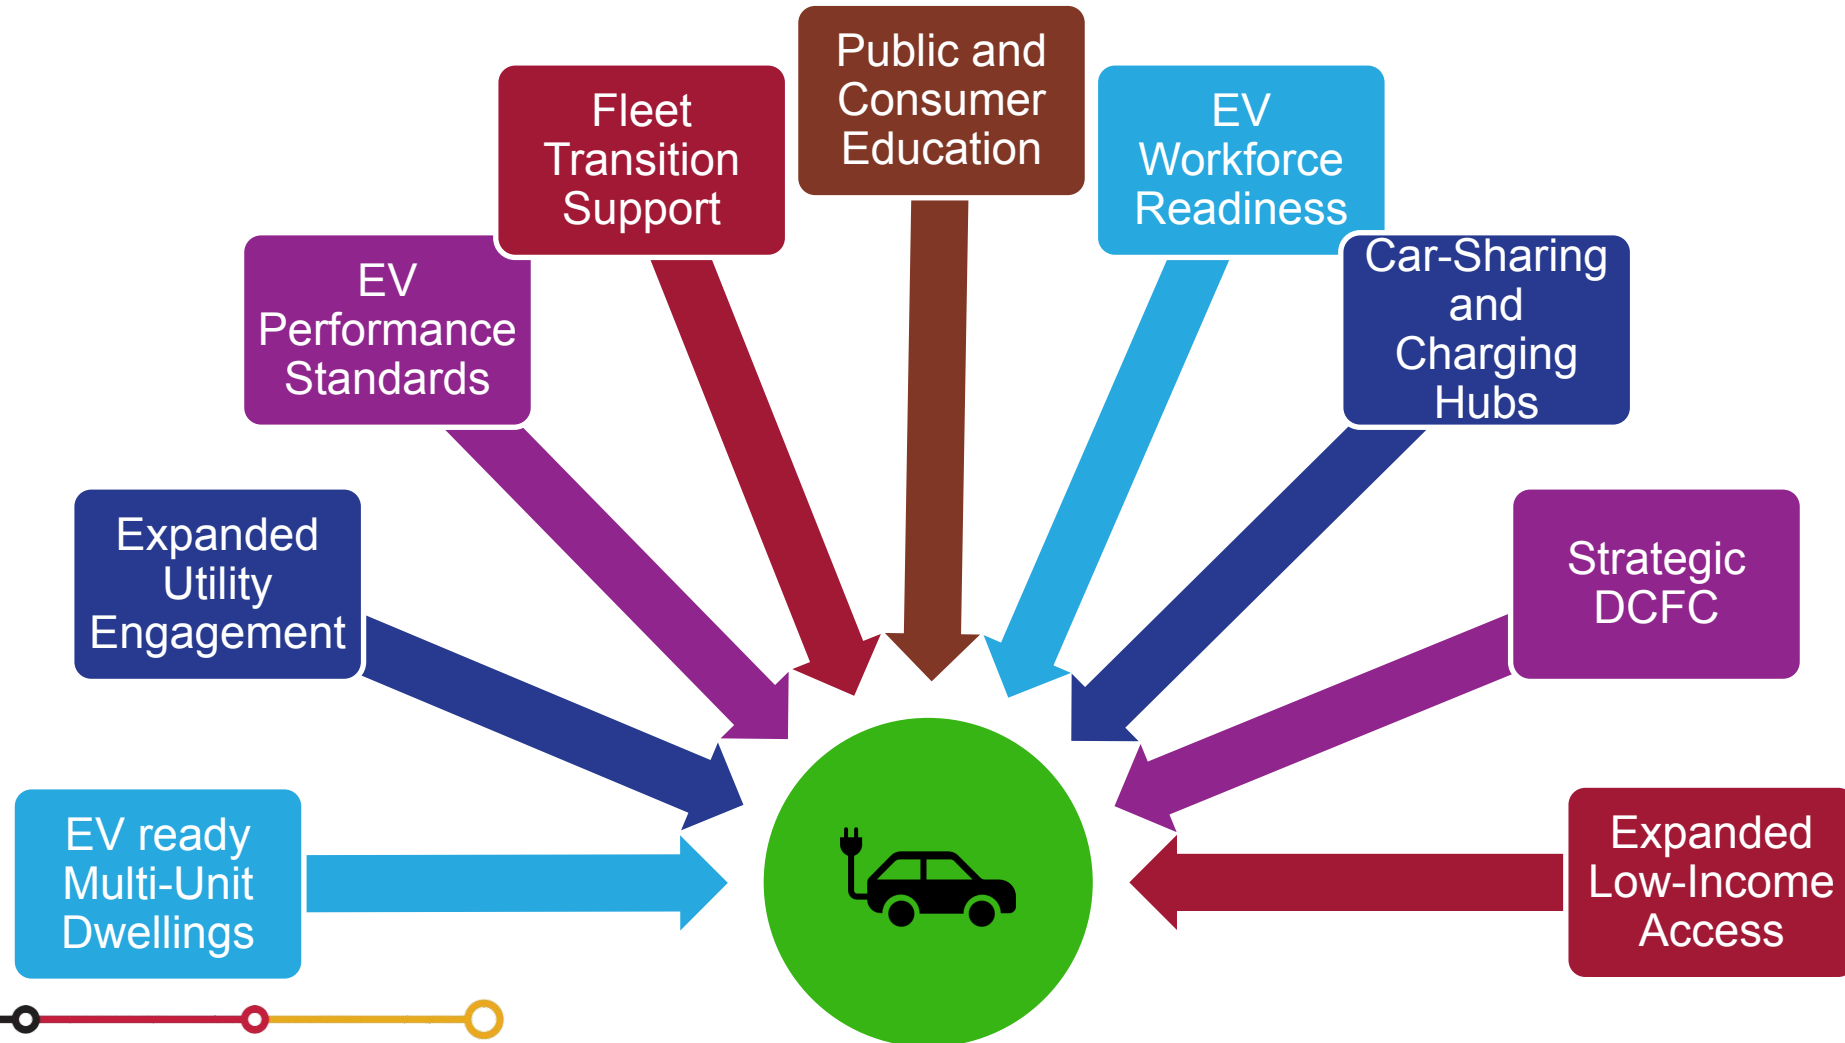 Public and
Consumer
Education
Fleet
Transition
Support
EV
Workforce
Readiness
EV
Performance
Standards
Car-Sharing
and
Charging
Hubs
Expanded
Utility
Engagement
Strategic
DCFC
EV ready
Multi-Unit
Dwellings
Expanded
Low-Income
Access